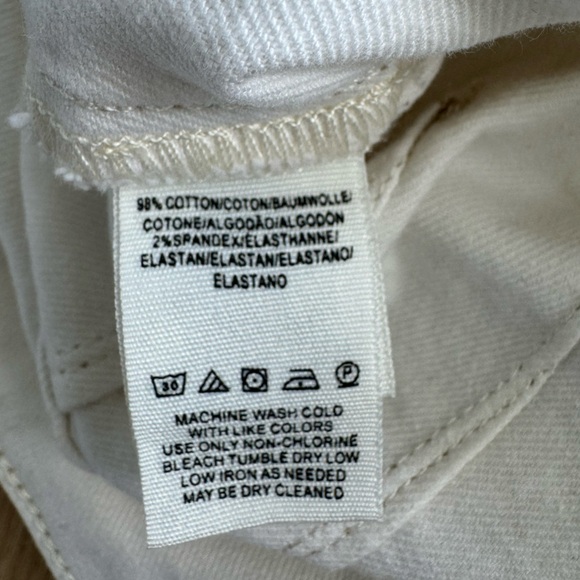 98% COTTON/COTON/BAUMWOLLE/
COTONE/ALGODÃO/ALGODON
2% SPANDEX/ELASTHANNE/
ELASTAN/ELASTAN/ELASTANO/
ELASTANO
30
P
MACHINE WASH COLD
WITH LIKE COLORS
USE ONLY NON-CHLORINE
BLEACH TUMBLE DRY LOW
LOW IRON AS NEEDED
MAY BE DRY CLEANED